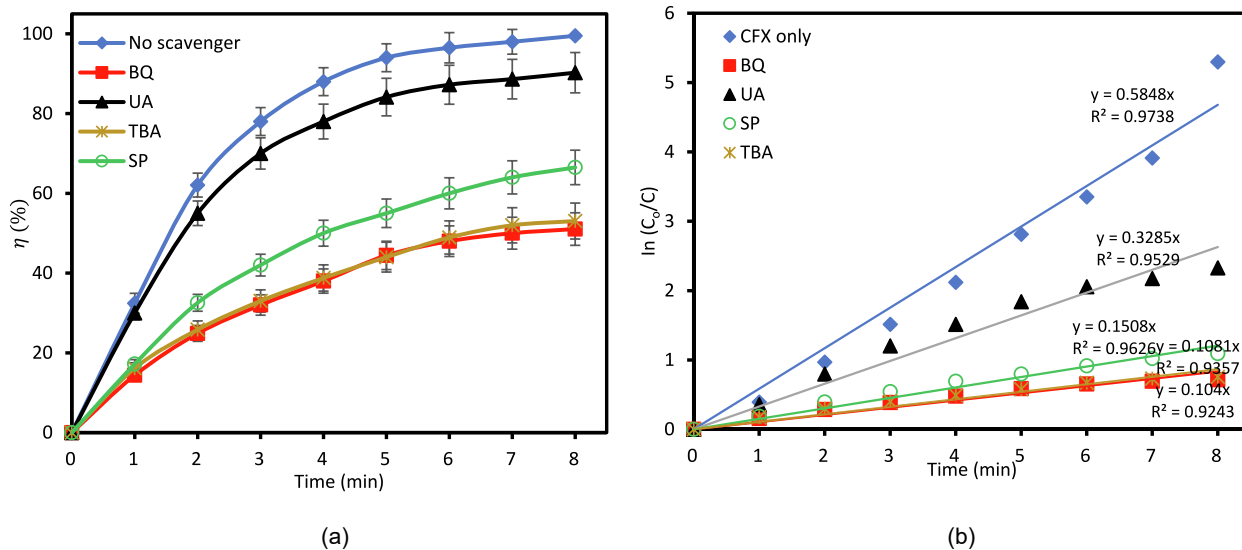 100
80
60
40
20
0
η (%)
No scavenger
BQ
UA
TBA
SP
0 1 2 3 4 5 6 7 8
Time (min)
(a)
6
5
4
3
2
1
0
ln (Co/C)
CFX only
BQ
UA
SP
TBA
y = 0.5848x
R² = 0.9738
y = 0.3285x
R² = 0.9529
y = 0.1508x
R² = 0.9626
y = 0.1081x
R² = 0.9357
y = 0.104x
R² = 0.9243
0 1 2 3 4 5 6 7 8
Time (min)
(b)